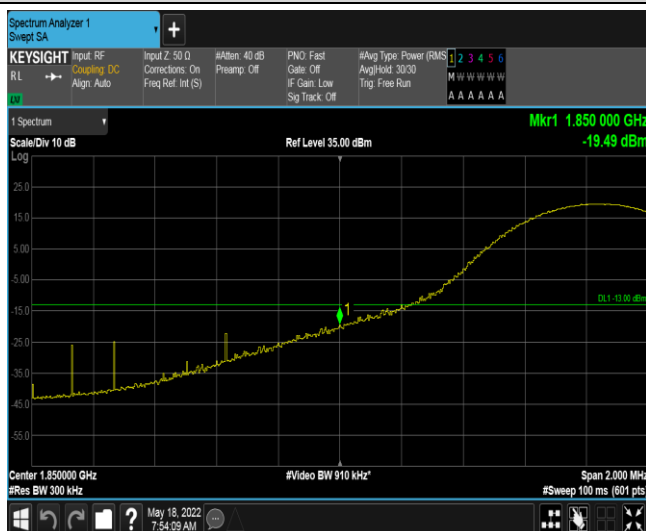 Spectrum Analyzer 1
Swept SA
KEYSIGHT Input: RF Input Z: 50 Ω #Atten: 40 dB PNO: Fast #Avg Type: Power (RMS 1 2 3 4 5 6
RL Coupling: DC Corrections: On Preamp: Off Gate: Off Avg|Hold: 30/30 M W W W W W
Align: Auto Freq Ref: Int (S) IF Gain: Low Trig: Free Run
Sig Track: Off A A A A A A
1 Spectrum
Mkr1 1.850 000 GHz
Scale/Div 10 dB Ref Level 35.00 dBm -19.49 dBm
Log
25.0
15.0
5.00
-5.00
DL1 -13.00 dBm
1
-15.0
-25.0
-35.0
-45.0
-55.0
Center 1.850000 GHz #Video BW 910 kHz* Span 2.000 MHz
#Res BW 300 kHz #Sweep 100 ms (601 pts)
May 18, 2022
7:54:09 AM